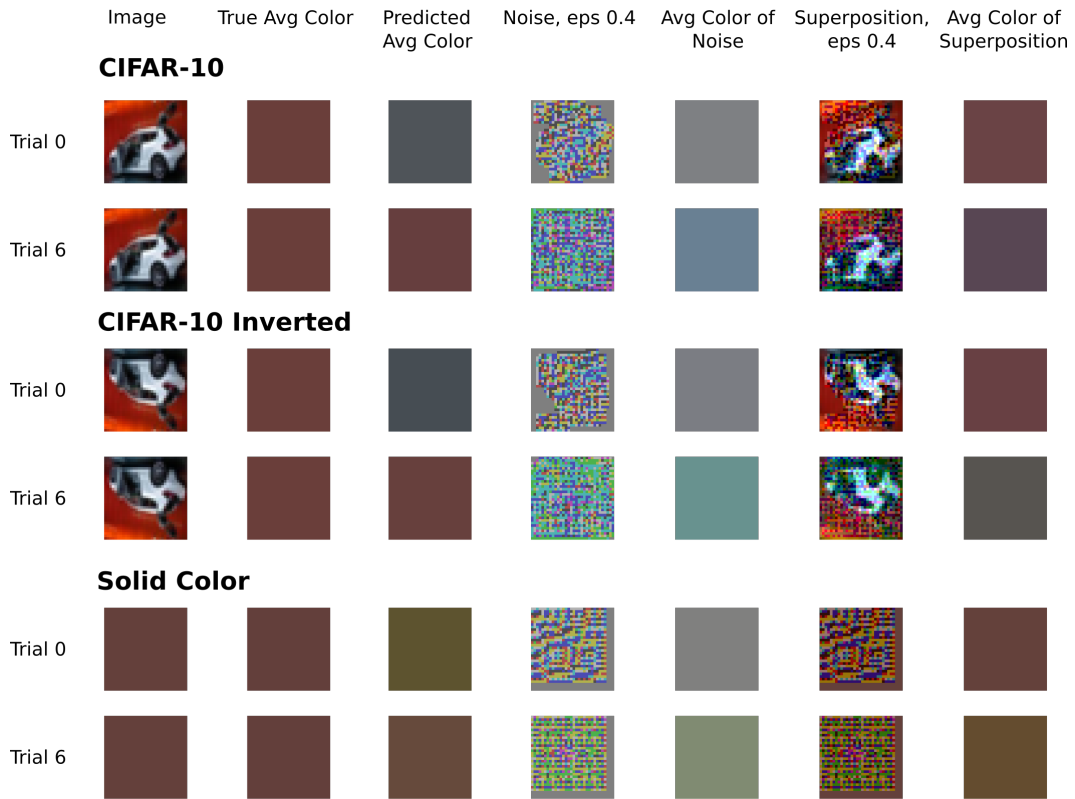 Image True Avg Color Predicted Noise, eps 0.4 Avg Color of Superposition, Avg Color of
Avg Color Noise eps 0.4 Superposition
CIFAR-10
Trial 0
Trial 6
CIFAR-10 Inverted
Trial 0
Trial 6
Solid Color
Trial 0
Trial 6